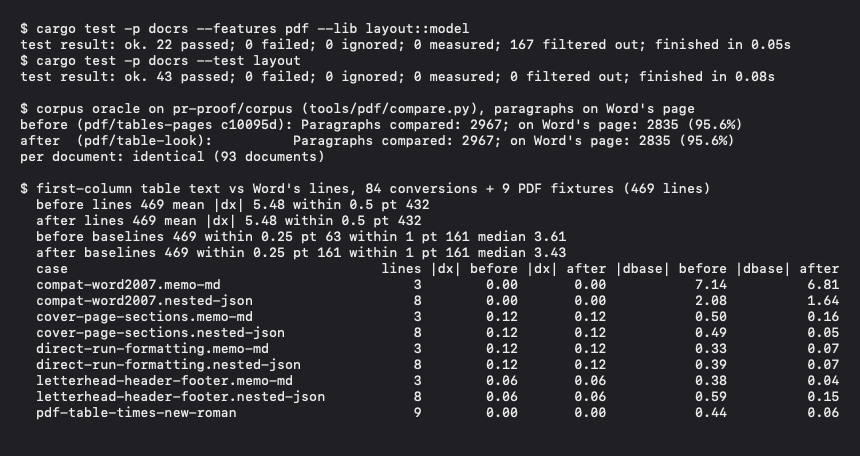 $ cargo test -p docrs --features pdf --lib layout::model
test result: ok. 22 passed; 0 failed; 0 ignored; 0 measured; 167 filtered out; finished in 0.05s
$ cargo test -p docrs --test layout
test result: ok. 43 passed; 0 failed; 0 ignored; 0 measured; 0 filtered out; finished in 0.08s

$ corpus oracle on pr-proof/corpus (tools/pdf/compare.py), paragraphs on Word's page
before (pdf/tables-pages c10095d): Paragraphs compared: 2967; on Word's page: 2835 (95.6%)
after  (pdf/table-look):          Paragraphs compared: 2967; on Word's page: 2835 (95.6%)
per document: identical (93 documents)

$ first-column table text vs Word's lines, 84 conversions + 9 PDF fixtures (469 lines)
  before lines 469 mean |dx| 5.48 within 0.5 pt 432
  after lines 469 mean |dx| 5.48 within 0.5 pt 432
  before baselines 469 within 0.25 pt 63 within 1 pt 161 median 3.61
  after baselines 469 within 0.25 pt 161 within 1 pt 161 median 3.43
  case                                       lines |dx| before |dx| after |dbase| before |dbase| after
  compat-word2007.memo-md                        3        0.00       0.00           7.14          6.81
  compat-word2007.nested-json                    8        0.00       0.00           2.08          1.64
  cover-page-sections.memo-md                    3        0.12       0.12           0.50          0.16
  cover-page-sections.nested-json                8        0.12       0.12           0.49          0.05
  direct-run-formatting.memo-md                  3        0.12       0.12           0.33          0.07
  direct-run-formatting.nested-json              8        0.12       0.12           0.39          0.07
  letterhead-header-footer.memo-md               3        0.06       0.06           0.38          0.04
  letterhead-header-footer.nested-json           8        0.06       0.06           0.59          0.15
  pdf-table-times-new-roman                      9        0.00       0.00           0.44          0.06